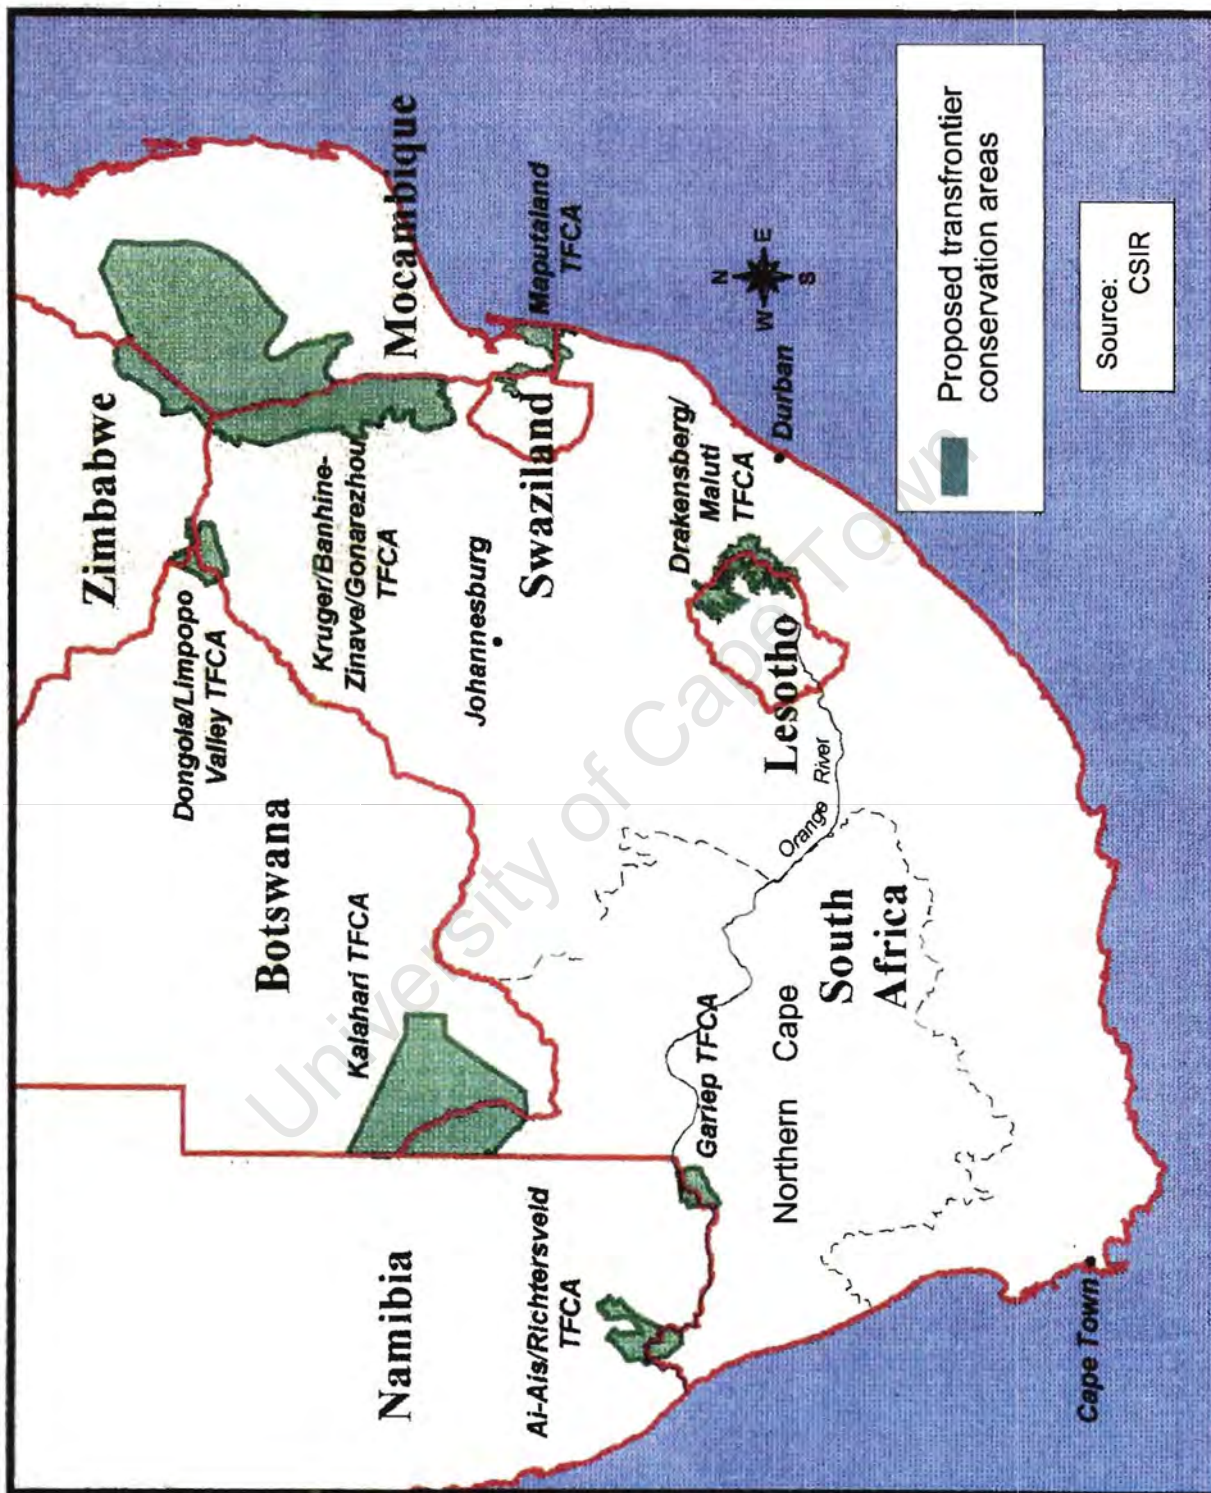 Zimbabwe
Dongola/Limpopo
Valley TFCA
Botswana
Kalahari TFCA
Namibia
Ai-Ais/Richtersveld
TFCA
Kruger/Banhine-
Zinave/Gonarezhou
TFCA
Mocambique
Johannesburg
Swaziland
Maputaland
TFCA
Drakensberg/
Maluti
TFCA
Lesotho
Orange River
Gariep TFCA
Northern Cape
South
Africa
Durban
N
W E
S
Cape Town
Proposed transfrontier
conservation areas
Source:
CSIR
University of Cape Town